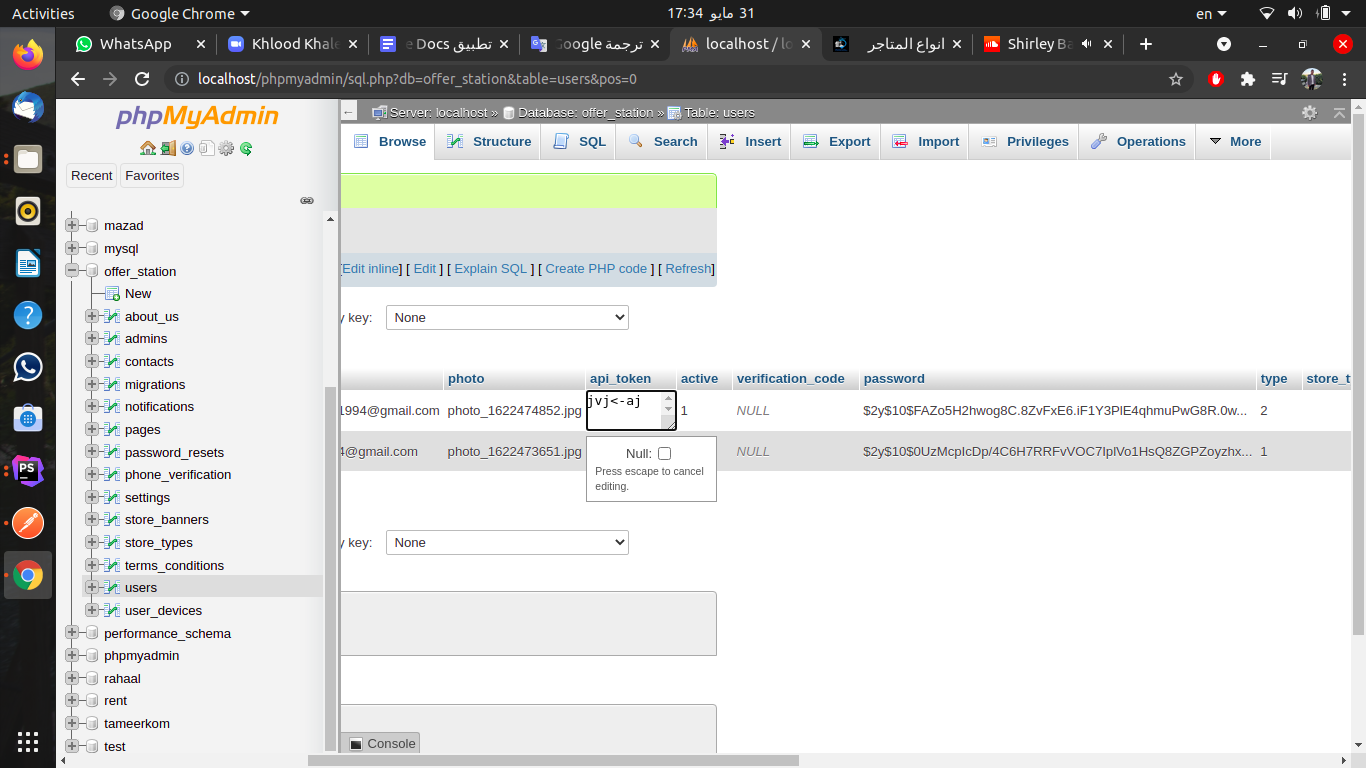 Activities
Google Chrome
31 مايو 17:34
en
WhatsApp
Khlood Khale
تطبيق Docs e
ترجمة Google
localhost / lo
انواع المتاجر
Shirley Ba
localhost/phpmyadmin/sql.php?db=offer_station&table=users&pos=0
phpMyAdmin
Recent
Favorites
mazad
mysql
offer_station
New
about_us
admins
contacts
migrations
notifications
pages
password_resets
phone_verification
settings
store_banners
store_types
terms_conditions
users
user_devices
performance_schema
phpmyadmin
rahaal
rent
tameerkom
test
Server: localhost » Database: offer_station » Table: users
Browse
Structure
SQL
Search
Insert
Export
Import
Privileges
Operations
More
[Edit inline] [ Edit ] [ Explain SQL ] [ Create PHP code ] [ Refresh]
y key:
None
photo api_token active verification_code password type store_t
1994@gmail.com photo_1622474852.jpg jvj<-aj 1 NULL $2y$10$FAZo5H2hwog8C.8ZvFxE6.iF1Y3PlE4qhmuPwG8R.0w... 2
4@gmail.com photo_1622473651.jpg NULL $2y$10$0UzMcpIcDp/4C6H7RRFvVOC7IplVo1HsQ8ZGPZoyzhx... 1
Null:
Press escape to cancel
editing.
y key:
None
Console